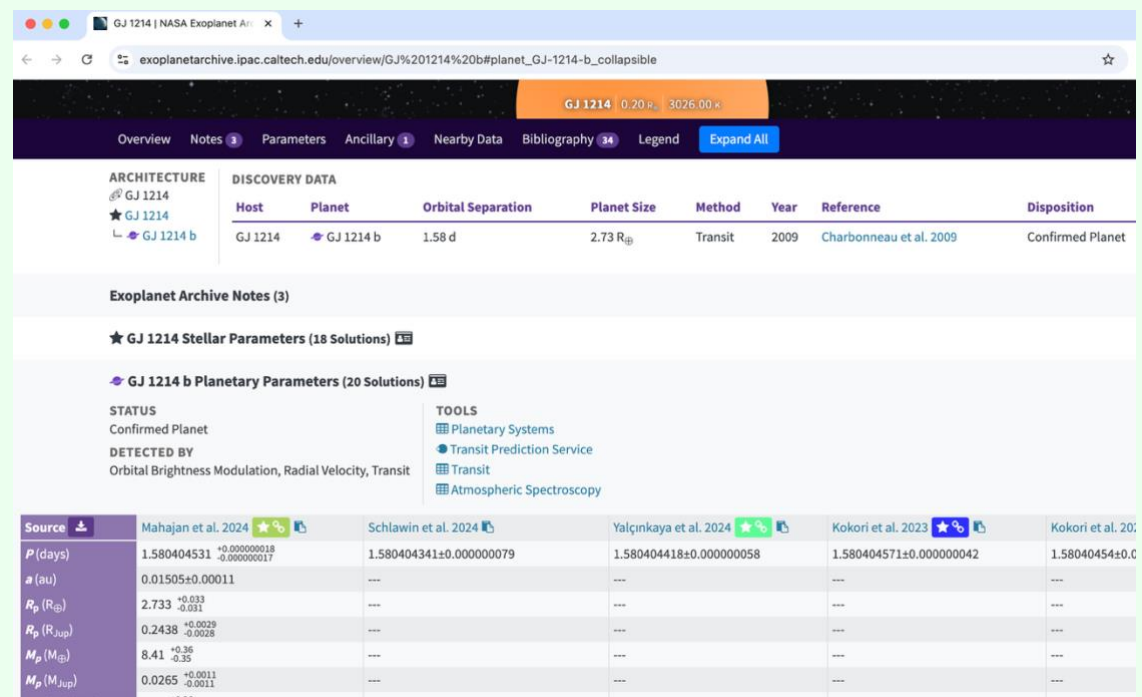 GJ 1214 | NASA Exoplanet Ar
exoplanetarchive.ipac.caltech.edu/overview/GJ%201214%20b#planet_GJ-1214-b_collapsible
GJ 1214 | 0.20 R⊙ | 3026.00 K
Overview Notes 3 Parameters Ancillary 1 Nearby Data Bibliography 34 Legend Expand All
ARCHITECTURE
GJ 1214
GJ 1214
GJ 1214 b
DISCOVERY DATA
Host Planet Orbital Separation Planet Size Method Year Reference Disposition
GJ 1214 GJ 1214 b 1.58 d 2.73 R⊕ Transit 2009 Charbonneau et al. 2009 Confirmed Planet
Exoplanet Archive Notes (3)
GJ 1214 Stellar Parameters (18 Solutions)
GJ 1214 b Planetary Parameters (20 Solutions)
STATUS
Confirmed Planet
DETECTED BY
Orbital Brightness Modulation, Radial Velocity, Transit
TOOLS
Planetary Systems
Transit Prediction Service
Transit
Atmospheric Spectroscopy
Source Mahajan et al. 2024 Schlawin et al. 2024 Yalçınkaya et al. 2024 Kokori et al. 2023 Kokori et al. 202
P (days) 1.580404531 +0.000000018 -0.000000017 1.580404341±0.000000079 1.580404418±0.000000058 1.580404571±0.000000042 1.58040454±0.0
a (au) 0.01505±0.00011 --- --- --- ---
Rp (R⊕) 2.733 +0.033 -0.031 --- --- --- ---
Rp (RJup) 0.2438 +0.0029 -0.0028 --- --- --- ---
Mp (M⊕) 8.41 +0.36 -0.35 --- --- --- ---
Mp (MJup) 0.0265 +0.0011 -0.0011 --- --- --- ---